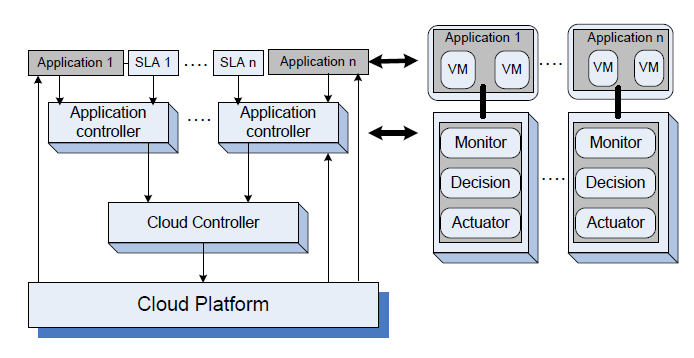 Application 1
SLA 1
....
SLA n
Application n
Application
controller
....
Application
controller
Cloud Controller
Cloud Platform
Application 1
VM
VM
....
Application n
VM
VM
Monitor
Decision
Actuator
....
Monitor
Decision
Actuator